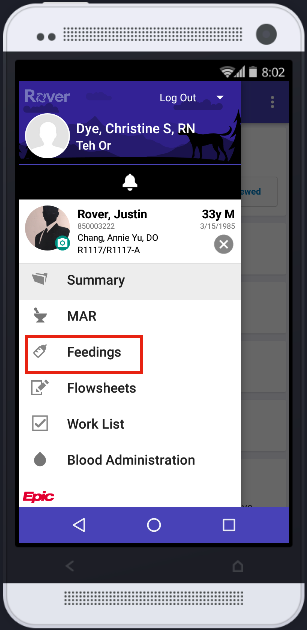 8:02
Rover
Log Out
Dye, Christine S, RN
Teh Or
Rover, Justin 33y M
850003222 3/15/1985
Chang, Annie Yu, DO
R1117/R1117-A
Summary
MAR
Feedings
Flowsheets
Work List
Blood Administration
Epic